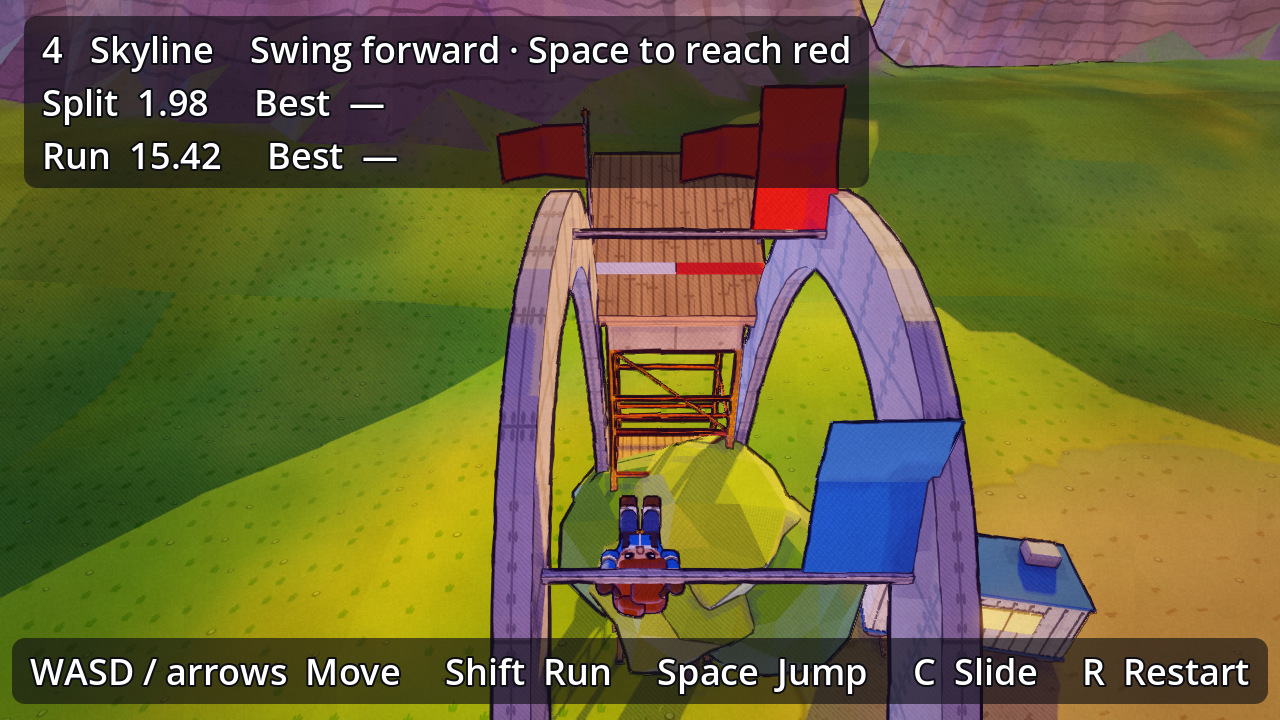 4 Skyline Swing forward · Space to reach red
Split 1.98 Best —
Run 15.42 Best —
WASD / arrows Move Shift Run Space Jump C Slide R Restart